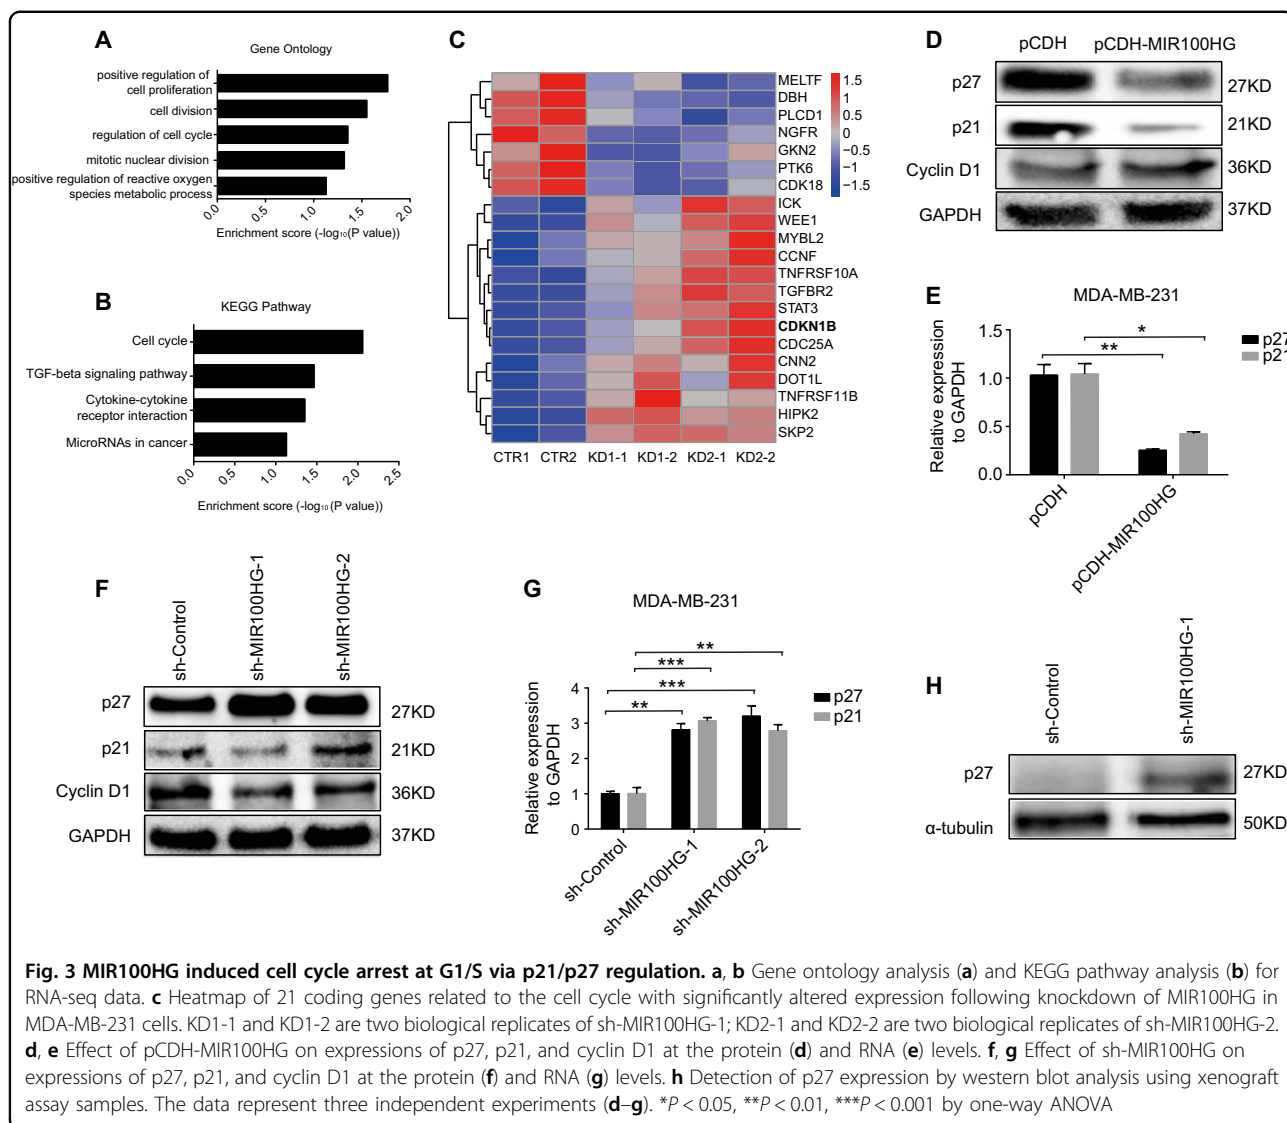 A
Gene Ontology
positive regulation of
cell proliferation
cell division
regulation of cell cycle
mitotic nuclear division
positive regulation of reactive oxygen
species metabolic process
0.0
0.5
1.0
1.5
2.0
Enrichment score (-log10(P value))
B
KEGG Pathway
Cell cycle
TGF-beta signaling pathway
Cytokine-cytokine
receptor interaction
MicroRNAs in cancer
0.0
0.5
1.0
1.5
2.0
2.5
Enrichment score (-log10 (P value))
C
MELTF
DBH
PLCD1
NGFR
GKN2
PTK6
CDK18
ICK
WEE1
MYBL2
CCNF
TNFRSF10A
TGFBR2
STAT3
CDKN1B
CDC25A
CNN2
DOT1L
TNFRSF11B
HIPK2
SKP2
1.5
1
0.5
0
−0.5
−1
−1.5
CTR1 CTR2 KD1-1 KD1-2 KD2-1 KD2-2
D
pCDH pCDH-MIR100HG
p27 27KD
p21 21KD
Cyclin D1 36KD
GAPDH 37KD
E
MDA-MB-231
Relative expression
to GAPDH
1.5
1.0
0.5
0.0
*
**
p27
p21
pCDH
pCDH-MIR100HG
F
sh-Control
sh-MIR100HG-1
sh-MIR100HG-2
p27 27KD
p21 21KD
Cyclin D1 36KD
GAPDH 37KD
G
MDA-MB-231
Relative expression
to GAPDH
4
3
2
1
0
**
***
***
**
p27
p21
sh-Control
sh-MIR100HG-1
sh-MIR100HG-2
H
sh-Control
sh-MIR100HG-1
p27 27KD
α-tubulin 50KD
Fig. 3 MIR100HG induced cell cycle arrest at G1/S via p21/p27 regulation. a, b Gene ontology analysis (a) and KEGG pathway analysis (b) for
RNA-seq data. c Heatmap of 21 coding genes related to the cell cycle with significantly altered expression following knockdown of MIR100HG in
MDA-MB-231 cells. KD1-1 and KD1-2 are two biological replicates of sh-MIR100HG-1; KD2-1 and KD2-2 are two biological replicates of sh-MIR100HG-2.
d, e Effect of pCDH-MIR100HG on expressions of p27, p21, and cyclin D1 at the protein (d) and RNA (e) levels. f, g Effect of sh-MIR100HG on
expressions of p27, p21, and cyclin D1 at the protein (f) and RNA (g) levels. h Detection of p27 expression by western blot analysis using xenograft
assay samples. The data represent three independent experiments (d–g). *P < 0.05, **P < 0.01, ***P < 0.001 by one-way ANOVA